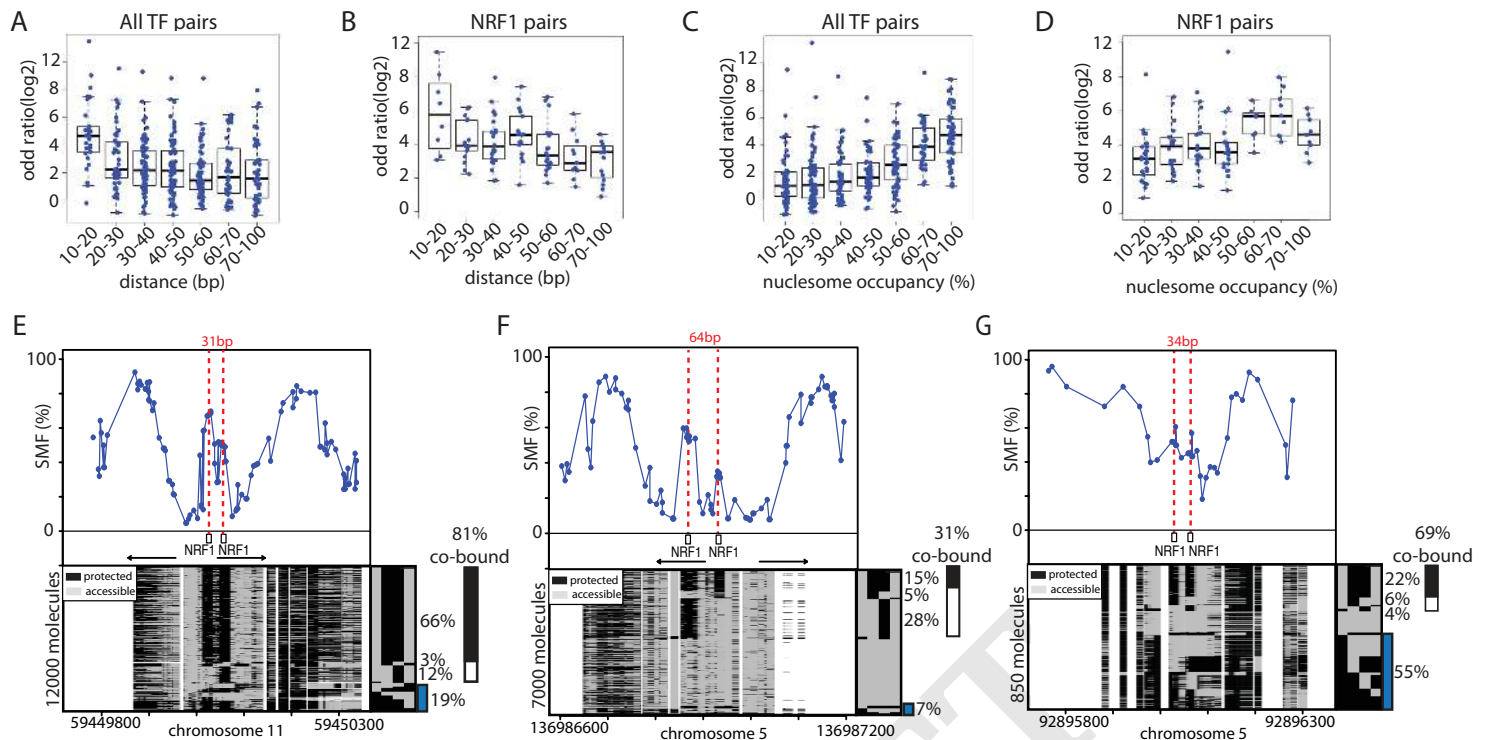 A
All TF pairs
odd ratio(log2)
12
8
6
4
2
0
10-20
20-30
30-40
40-50
50-60
60-70
70-100
distance (bp)
B
NRF1 pairs
odd ratio(log2)
12
8
6
4
2
0
10-20
20-30
30-40
40-50
50-60
60-70
70-100
distance (bp)
C
All TF pairs
odd ratio(log2)
12
8
6
4
2
0
10-20
20-30
30-40
40-50
50-60
60-70
70-100
nuclesome occupancy (%)
D
NRF1 pairs
odd ratio(log2)
12
8
6
4
2
0
10-20
20-30
30-40
40-50
50-60
60-70
70-100
nuclesome occupancy (%)
E
31bp
100
SMF (%)
0
NRF1 NRF1
81%
co-bound
protected
accessible
12000 molecules
66%
3%
12%
19%
59449800
59450300
chromosome 11
F
64bp
100
SMF (%)
0
NRF1 NRF1
31%
co-bound
protected
accessible
7000 molecules
15%
5%
28%
7%
136986600
136987200
chromosome 5
G
34bp
100
SMF (%)
0
NRF1 NRF1
69%
co-bound
protected
accessible
850 molecules
22%
6%
4%
55%
92895800
92896300
chromosome 5